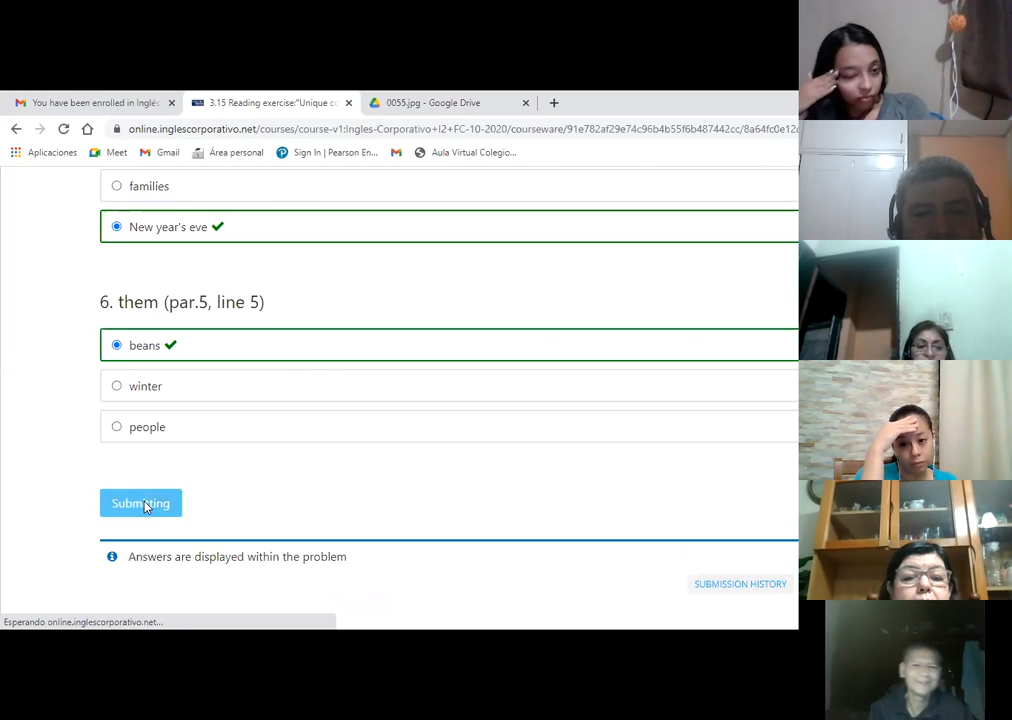 You have been enrolled in Inglés
3.15 Reading exercise:"Unique co
0055.jpg - Google Drive
online.inglescorporativo.net/courses/course-v1:Ingles-Corporativo+I2+FC-10-2020/courseware/91e782af29e74c96b4b55f6b487442cc/8a64fc0e12c
Aplicaciones Meet Gmail Área personal Sign In | Pearson En... Aula Virtual Colegio...
families
New year's eve
6. them (par.5, line 5)
beans
winter
people
Submitting
Answers are displayed within the problem
SUBMISSION HISTORY
Esperando online.inglescorporativo.net...